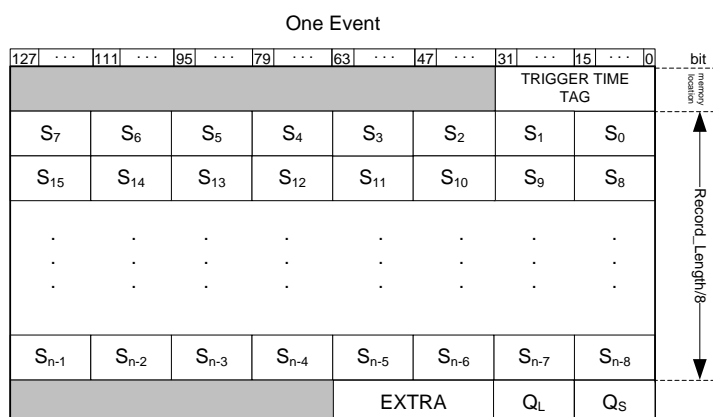 One Event
127 ··· 111 ··· 95 ··· 79 ··· 63 ··· 47 ··· 31 ··· 15 ··· 0 bit
TRIGGER TIME
TAG
memory
location
S7 S6 S5 S4 S3 S2 S1 S0
S15 S14 S13 S12 S11 S10 S9 S8
Record_Length/8
. . . . . . . .
. . . . . . . .
. . . . . . . .
Sn-1 Sn-2 Sn-3 Sn-4 Sn-5 Sn-6 Sn-7 Sn-8
EXTRA QL QS